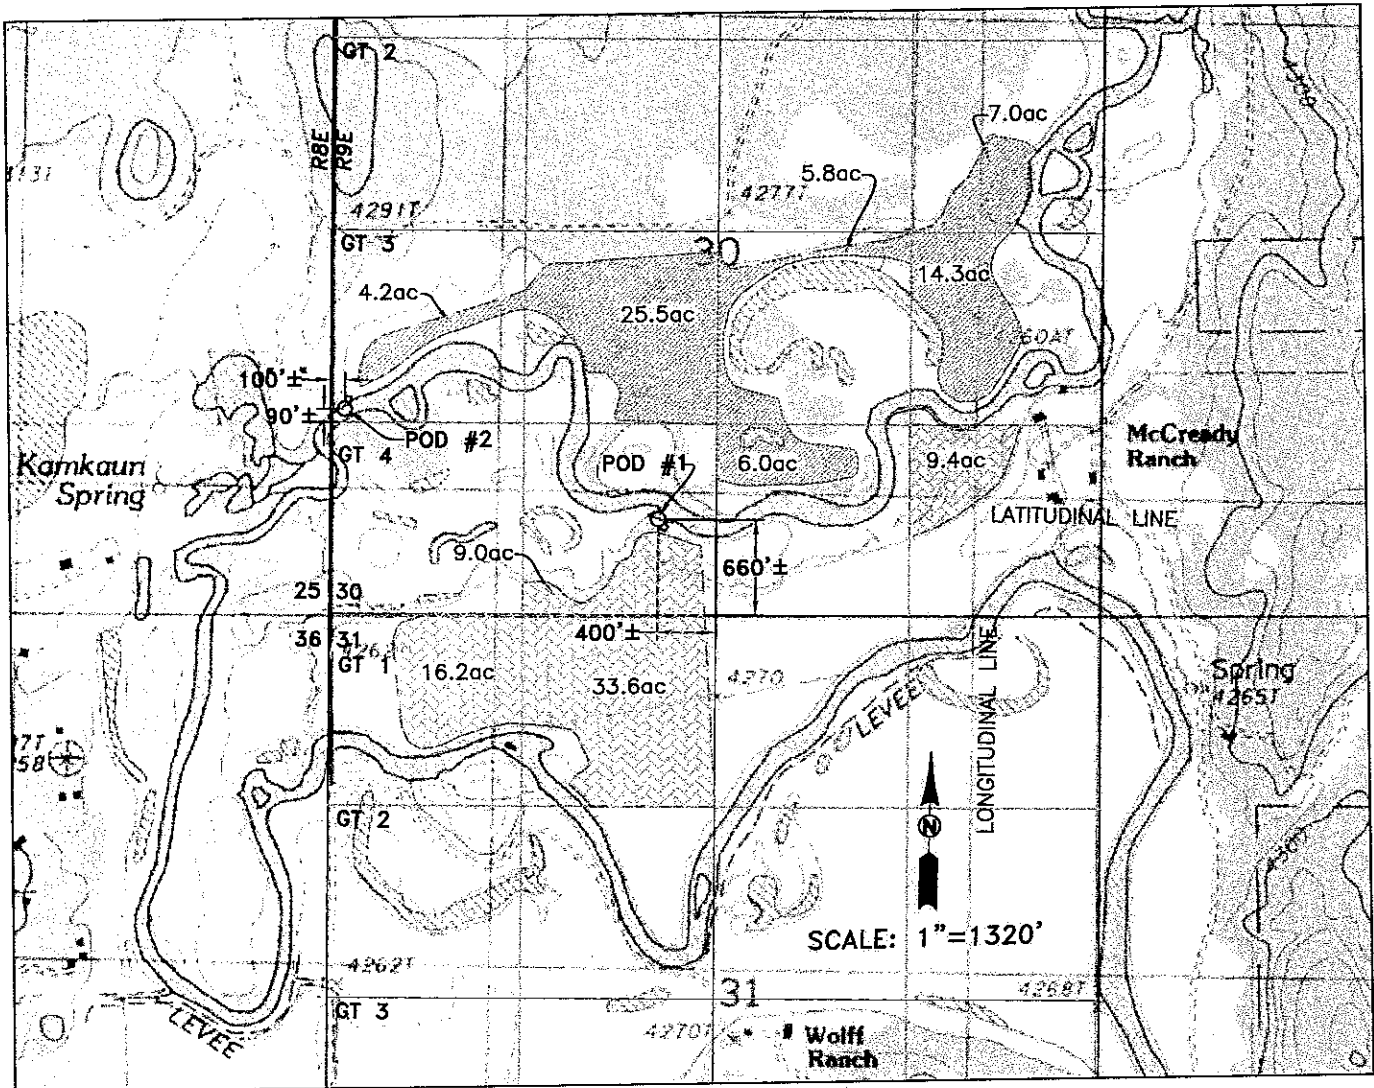 GT 2
R8E
R9E
7.0ac
4300
5.8ac
4277T
4291T
GT 3
30
4.2ac
14.3ac
25.5ac
100'±
90'±
POD #2
GT 4
Kamkaun
Spring
POD #1
6.0ac
9.4ac
McCready
Ranch
LATITUDINAL LINE
9.0ac
660'±
25 30
36 31
400'±
GT 1
16.2ac
33.6ac
4270
LEVEE
LONGITUDINAL LINE
Spring
4265T
GT 2
N
4300
SCALE: 1"=1320'
4262T
31
4268T
GT 3
LEVEE
4270T
Wolff
Ranch